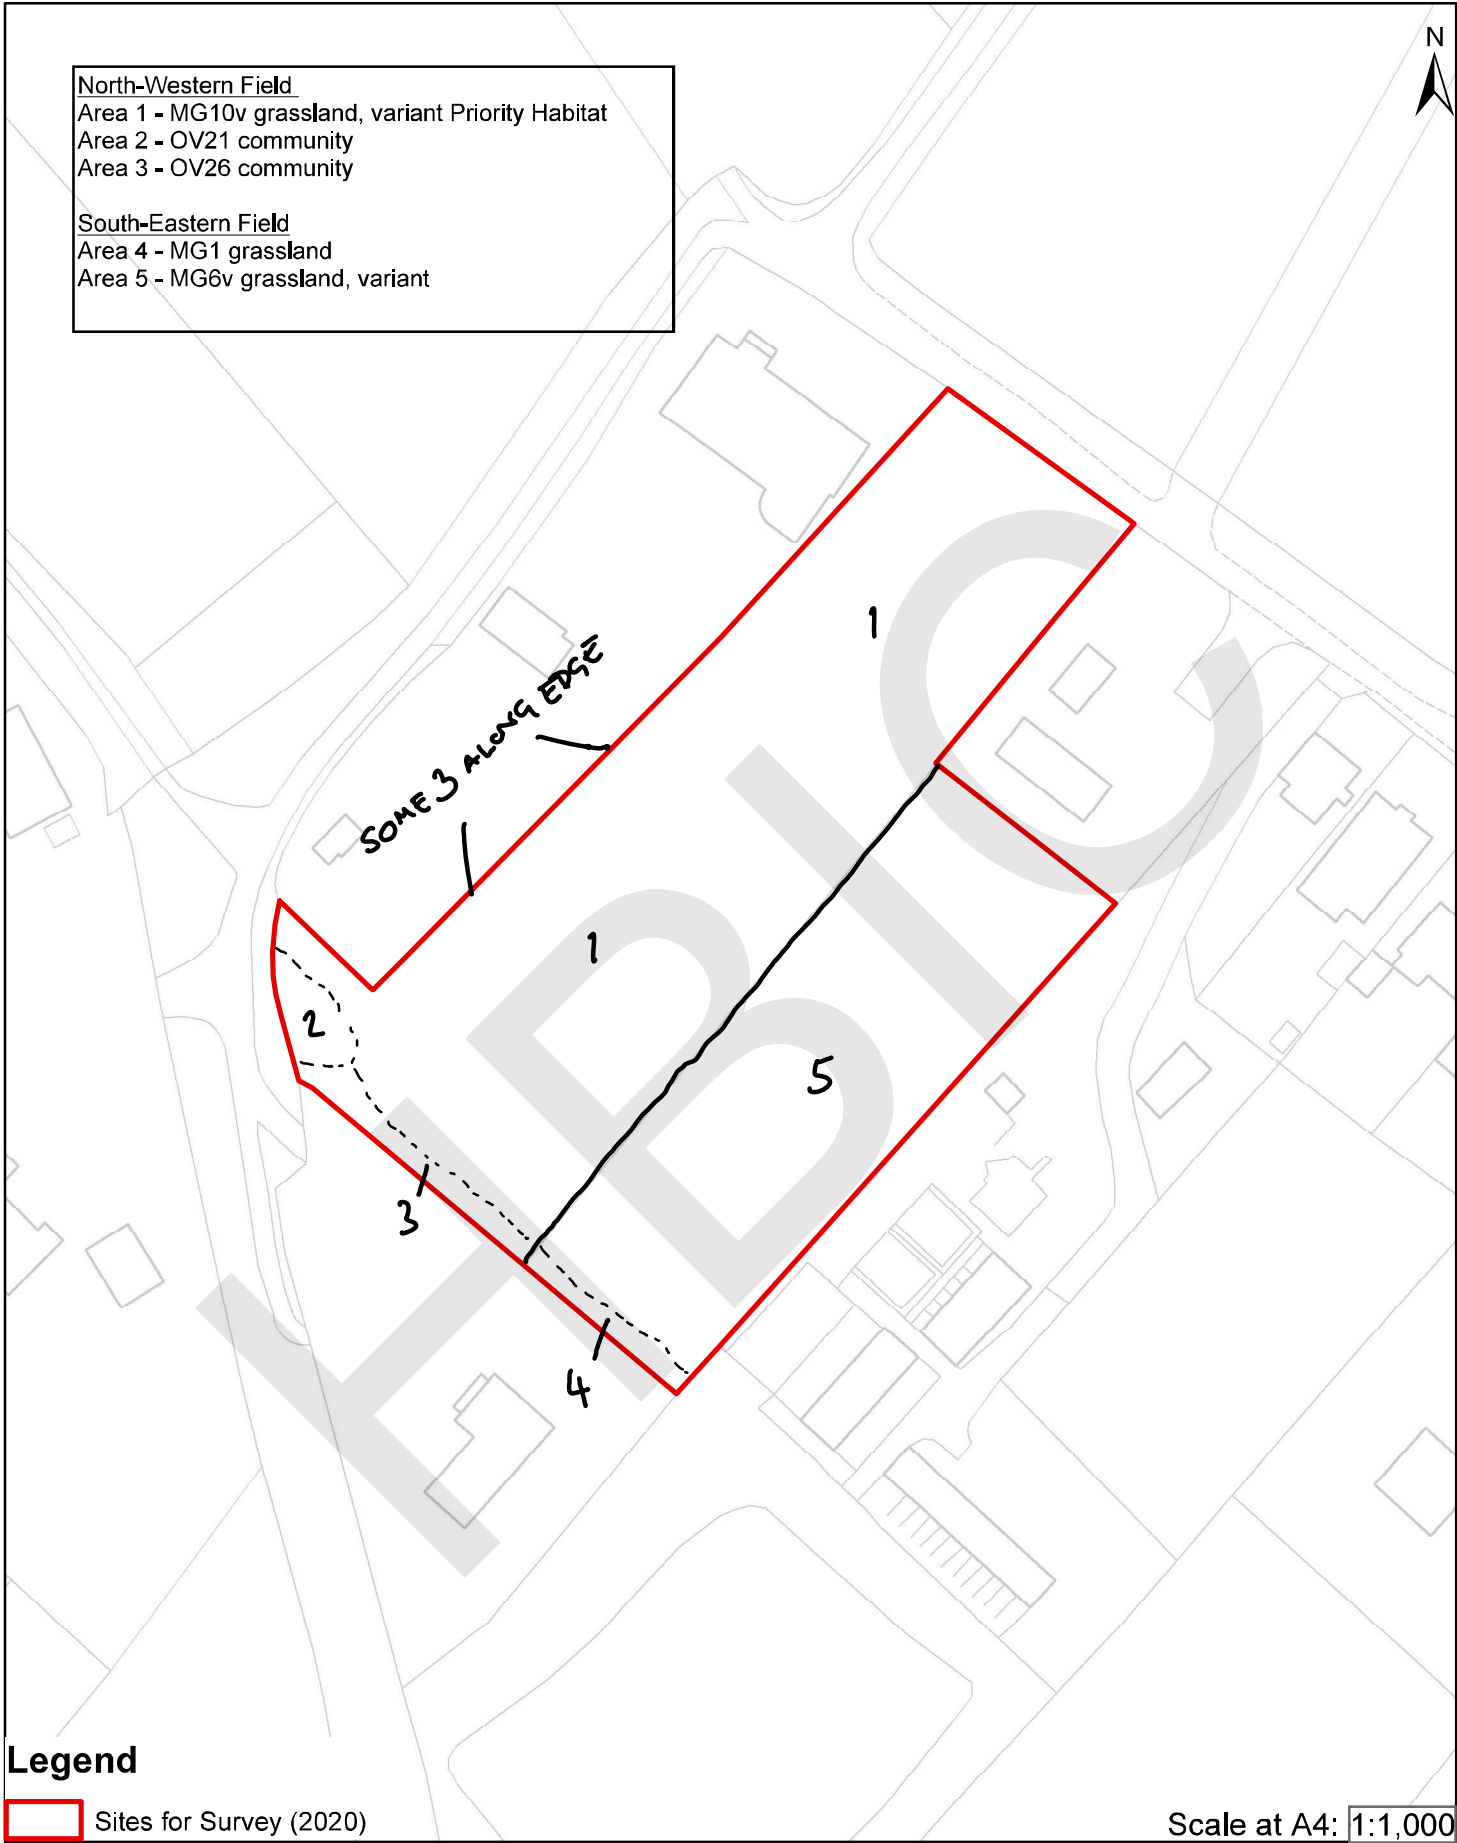 North-Western Field
Area 1 - MG10v grassland, variant Priority Habitat
Area 2 - OV21 community
Area 3 - OV26 community
South-Eastern Field
Area 4 - MG1 grassland
Area 5 - MG6v grassland, variant
N
1
SOME 3 ALONG EDGE
1
2
5
3
4
HBIC
Legend
Sites for Survey (2020)
Scale at A4: 1:1,000